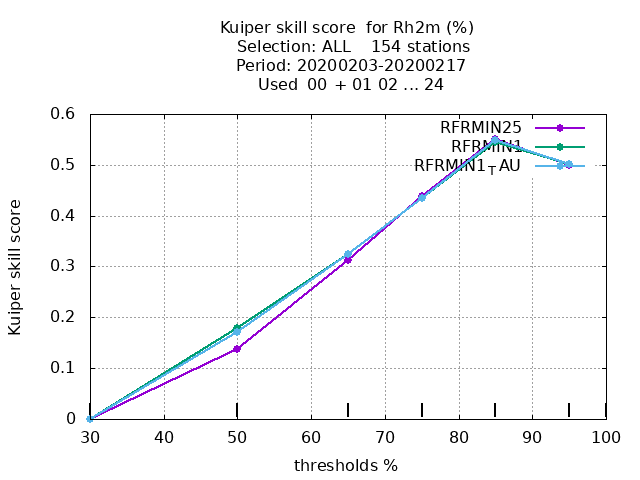 Kuiper skill score  for Rh2m (%)
Selection: ALL    154 stations
Period: 20200203-20200217
Used  00  + 01 02 ... 24
Kuiper skill score
0.6
0.5
0.4
0.3
0.2
0.1
0
RFRMIN25
RFRMIN1
RFRMIN1TAU
30 40 50 60 70 80 90 100
thresholds %